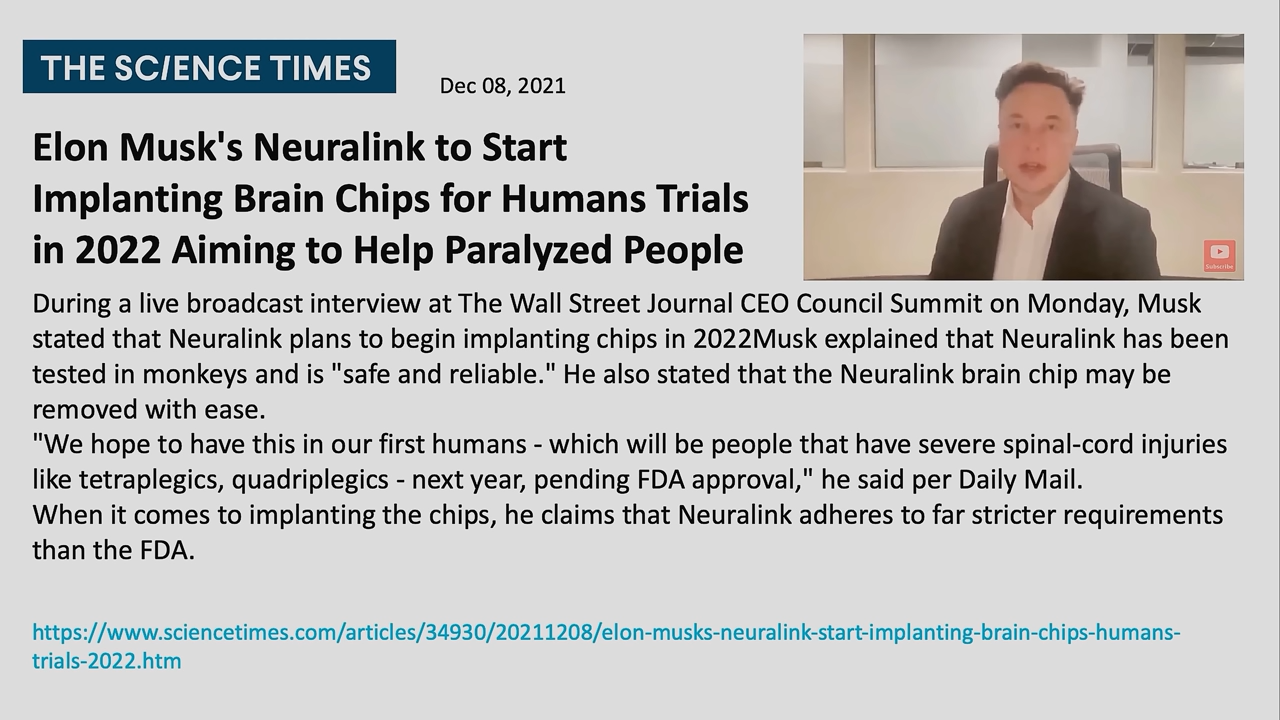 THE SCIENCE TIMES
Dec 08, 2021
Elon Musk's Neuralink to Start
Implanting Brain Chips for Humans Trials
in 2022 Aiming to Help Paralyzed People
Subscribe
During a live broadcast interview at The Wall Street Journal CEO Council Summit on Monday, Musk
stated that Neuralink plans to begin implanting chips in 2022Musk explained that Neuralink has been
tested in monkeys and is "safe and reliable." He also stated that the Neuralink brain chip may be
removed with ease.
"We hope to have this in our first humans - which will be people that have severe spinal-cord injuries
like tetraplegics, quadriplegics - next year, pending FDA approval," he said per Daily Mail.
When it comes to implanting the chips, he claims that Neuralink adheres to far stricter requirements
than the FDA.
https://www.sciencetimes.com/articles/34930/20211208/elon-musks-neuralink-start-implanting-brain-chips-humans-
trials-2022.htm